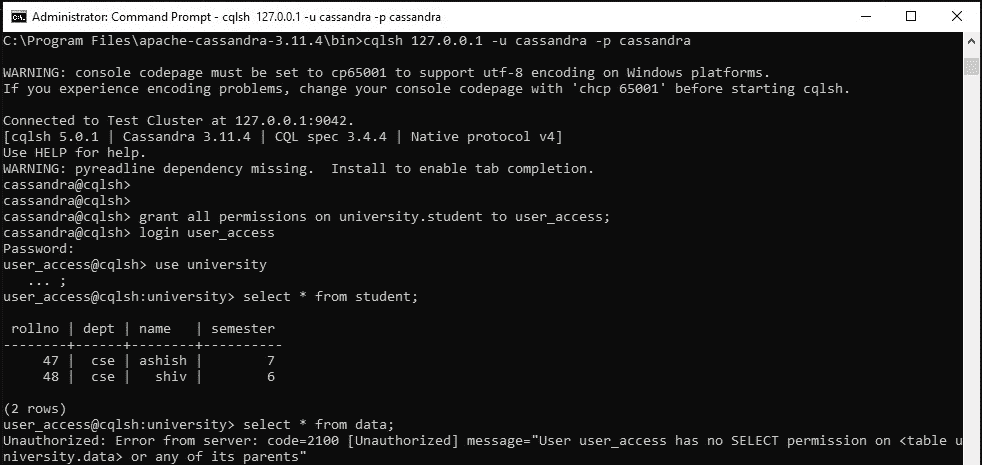 Administrator: Command Prompt - cqlsh  127.0.0.1 -u cassandra -p cassandra
C:\Program Files\apache-cassandra-3.11.4\bin>cqlsh 127.0.0.1 -u cassandra -p cassandra
WARNING: console codepage must be set to cp65001 to support utf-8 encoding on Windows platforms.
If you experience encoding problems, change your console codepage with 'chcp 65001' before starting cqlsh.
Connected to Test Cluster at 127.0.0.1:9042.
[cqlsh 5.0.1 | Cassandra 3.11.4 | CQL spec 3.4.4 | Native protocol v4]
Use HELP for help.
WARNING: pyreadline dependency missing.  Install to enable tab completion.
cassandra@cqlsh>
cassandra@cqlsh>
cassandra@cqlsh> grant all permissions on university.student to user_access;
cassandra@cqlsh> login user_access
Password:
user_access@cqlsh> use university
   ... ;
user_access@cqlsh:university> select * from student;
 rollno | dept | name   | semester
--------+------+--------+----------
     47 |  cse | ashish |        7
     48 |  cse |   shiv |        6
(2 rows)
user_access@cqlsh:university> select * from data;
Unauthorized: Error from server: code=2100 [Unauthorized] message="User user_access has no SELECT permission on <table u
niversity.data> or any of its parents"